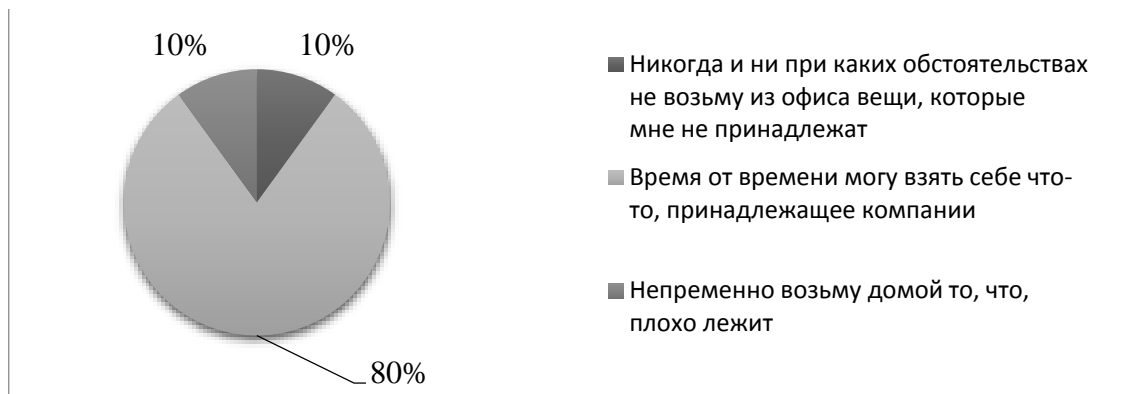 10%
10%
Никогда и ни при каких обстоятельствах
не возьму из офиса вещи, которые
мне не принадлежат
Время от времени могу взять себе что-
то, принадлежащее компании
Непременно возьму домой то, что,
плохо лежит
80%